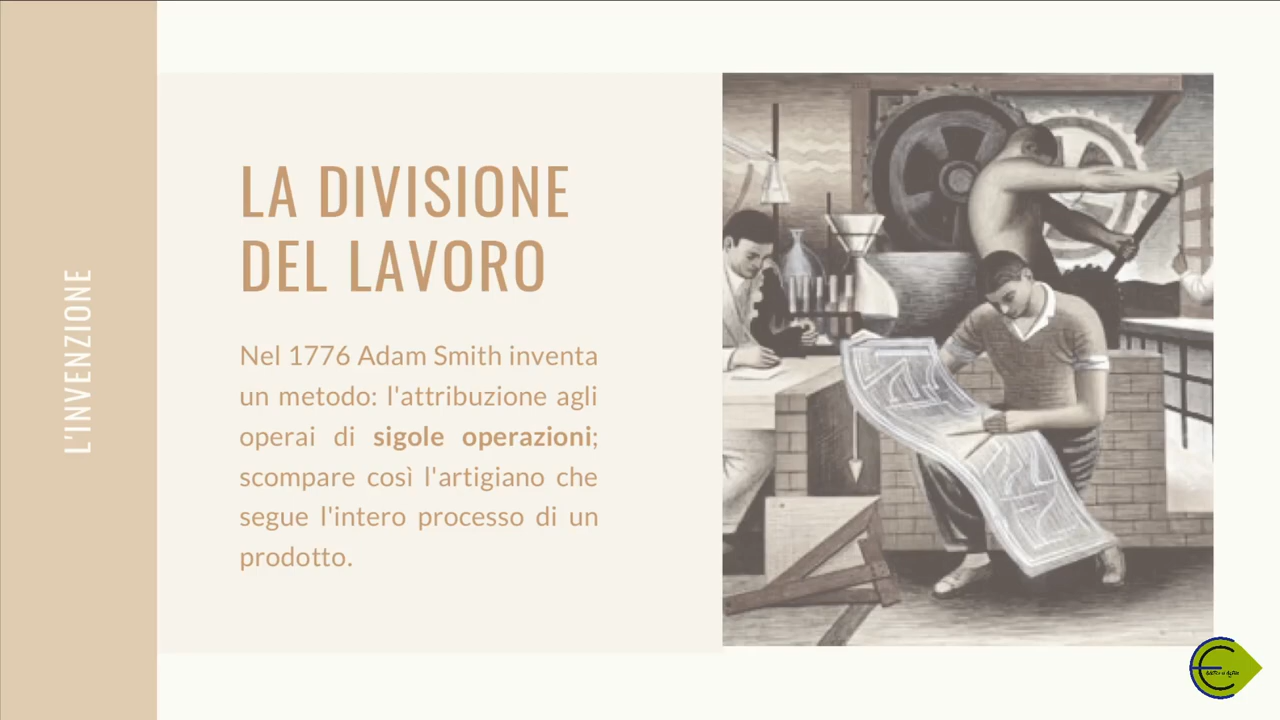 L'INVENZIONE
LA DIVISIONE
DEL LAVORO
Nel 1776 Adam Smith inventa
un metodo: l'attribuzione agli
operai di sigole operazioni;
scompare così l'artigiano che
segue l'intero processo di un
prodotto.